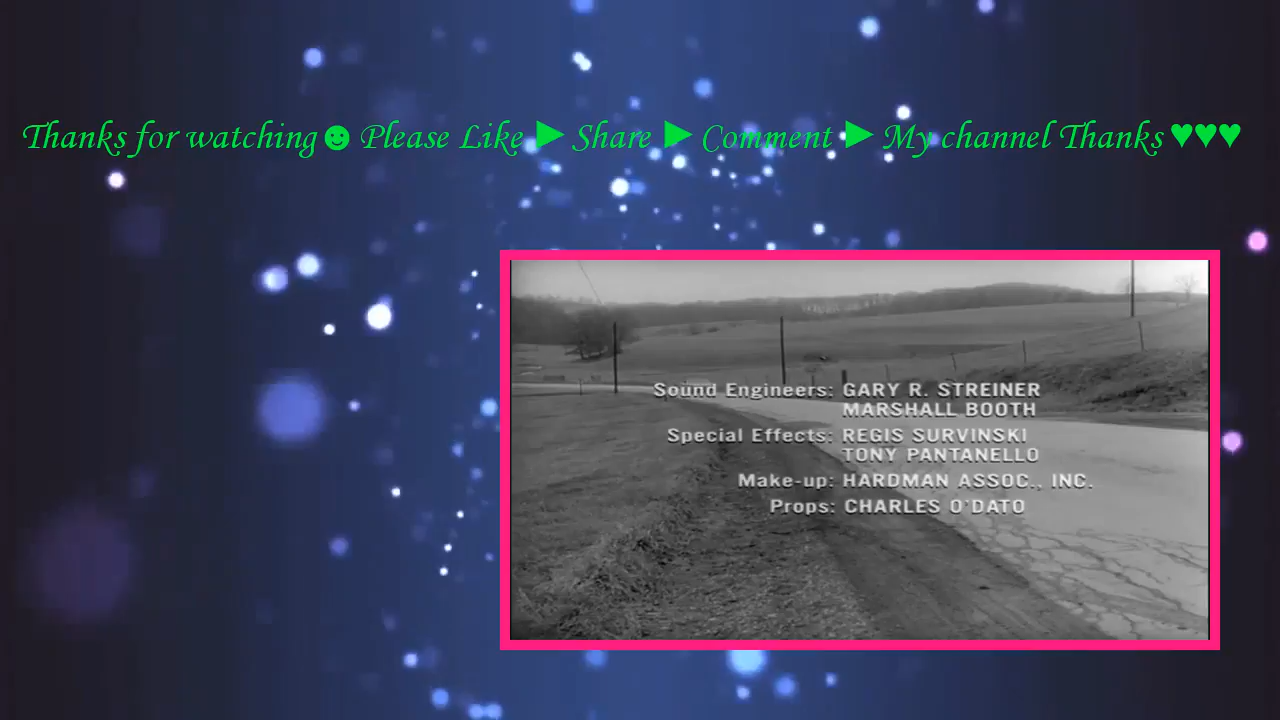 Thanks for watching☻Please Like ► Share ► Comment ► My channel Thanks ♥♥♥
Sound Engineers: GARY R. STREINER
MARSHALL BOOTH
Special Effects: REGIS SURVINSKI
TONY PANTANELLO
Make-up: HARDMAN ASSOC., INC.
Props: CHARLES O'DATO